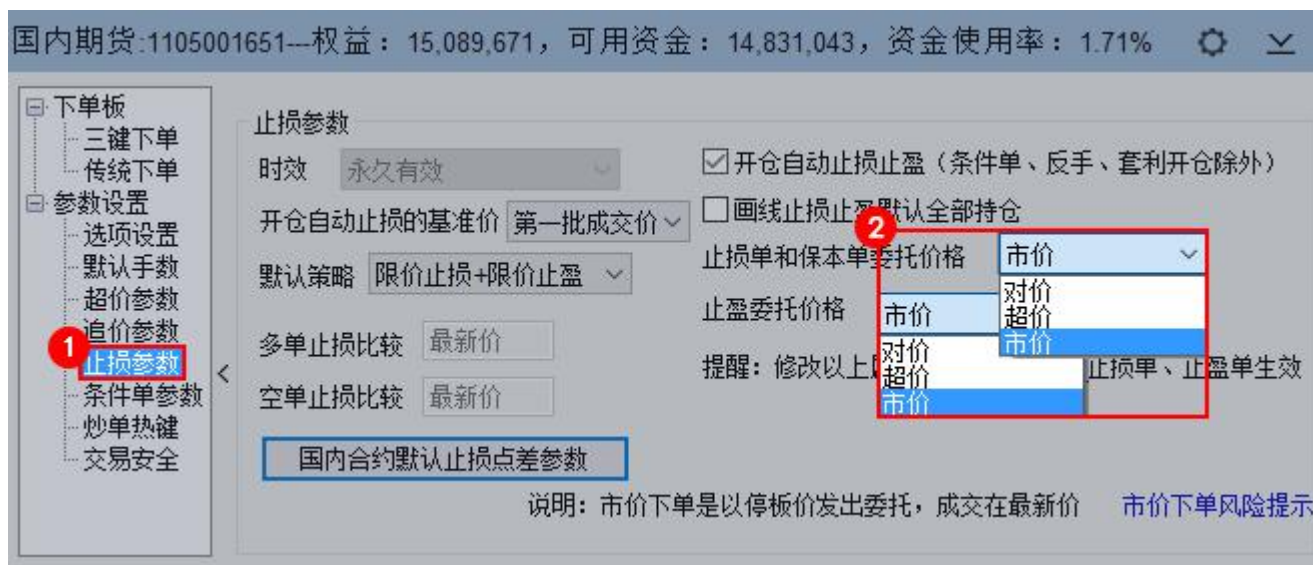 国内期货:1105001651---权益：15,089,671，可用资金：14,831,043，资金使用率：1.71%
下单板
三键下单
传统下单
参数设置
选项设置
默认手数
超价参数
追价参数
1
止损参数
条件单参数
炒单热键
交易安全
<
止损参数
时效 永久有效
开仓自动止损的基准价 第一批成交价
默认策略 限价止损+限价止盈
多单止损比较 最新价
空单止损比较 最新价
国内合约默认止损点差参数
开仓自动止损止盈（条件单、反手、套利开仓除外）
画线止损止盈默认全部持仓
2
止损单和保本单委托价格 市价
对价
超价
市价
止盈委托价格 市价
对价
超价
市价
提醒：修改以上 止损单、止盈单生效
说明：市价下单是以停板价发出委托，成交在最新价 市价下单风险提示